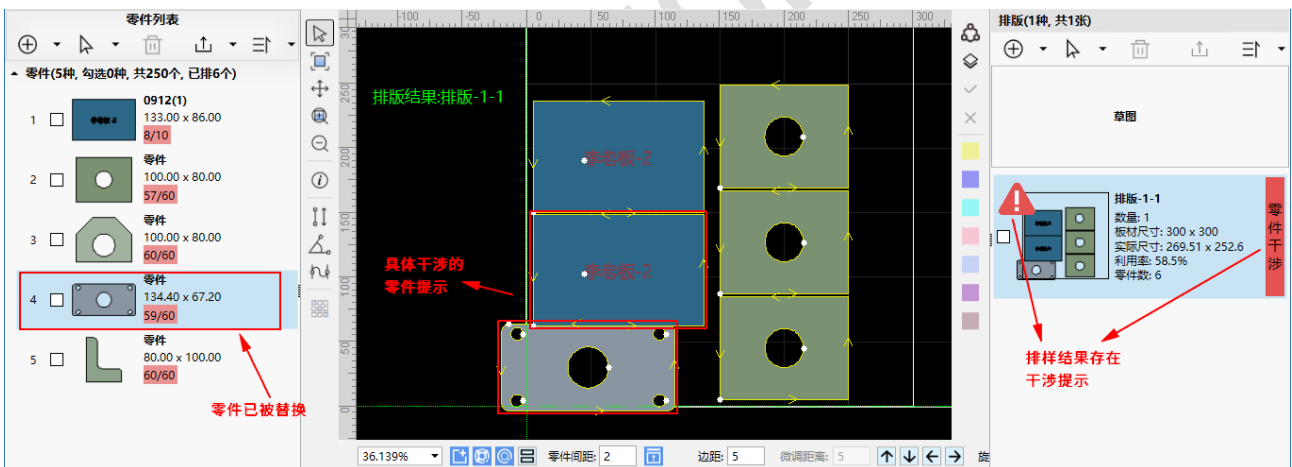 零件列表
零件(5种, 勾选0种, 共250个, 已排6个)
1
0912(1)
133.00 x 86.00
8/10
2
零件
100.00 x 80.00
57/60
3
零件
100.00 x 80.00
60/60
4
零件
134.40 x 67.20
59/60
5
零件
80.00 x 100.00
60/60
零件已被替换
-100
-50
0
50
100
150
200
250
300
250
200
150
100
50
0
排版结果:排版-1-1
具体干涉的
零件提示
36.139%
零件间距: 2
边距: 5
微调距离: 5
旋
排版(1种, 共1张)
草图
排版-1-1
数量: 1
板材尺寸: 300 x 300
实际尺寸: 269.51 x 252.6
利用率: 58.5%
零件数: 6
零件干涉
排样结果存在
干涉提示